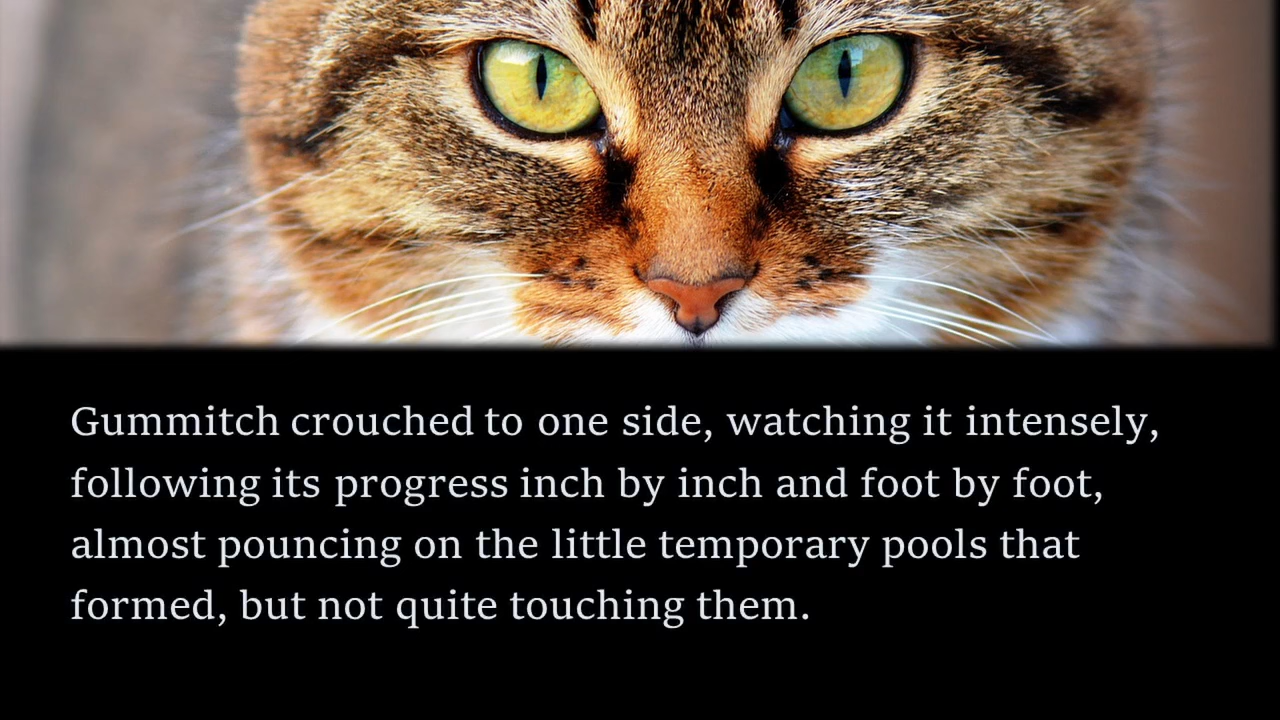 Gummitch crouched to one side, watching it intensely,
following its progress inch by inch and foot by foot,
almost pouncing on the little temporary pools that
formed, but not quite touching them.